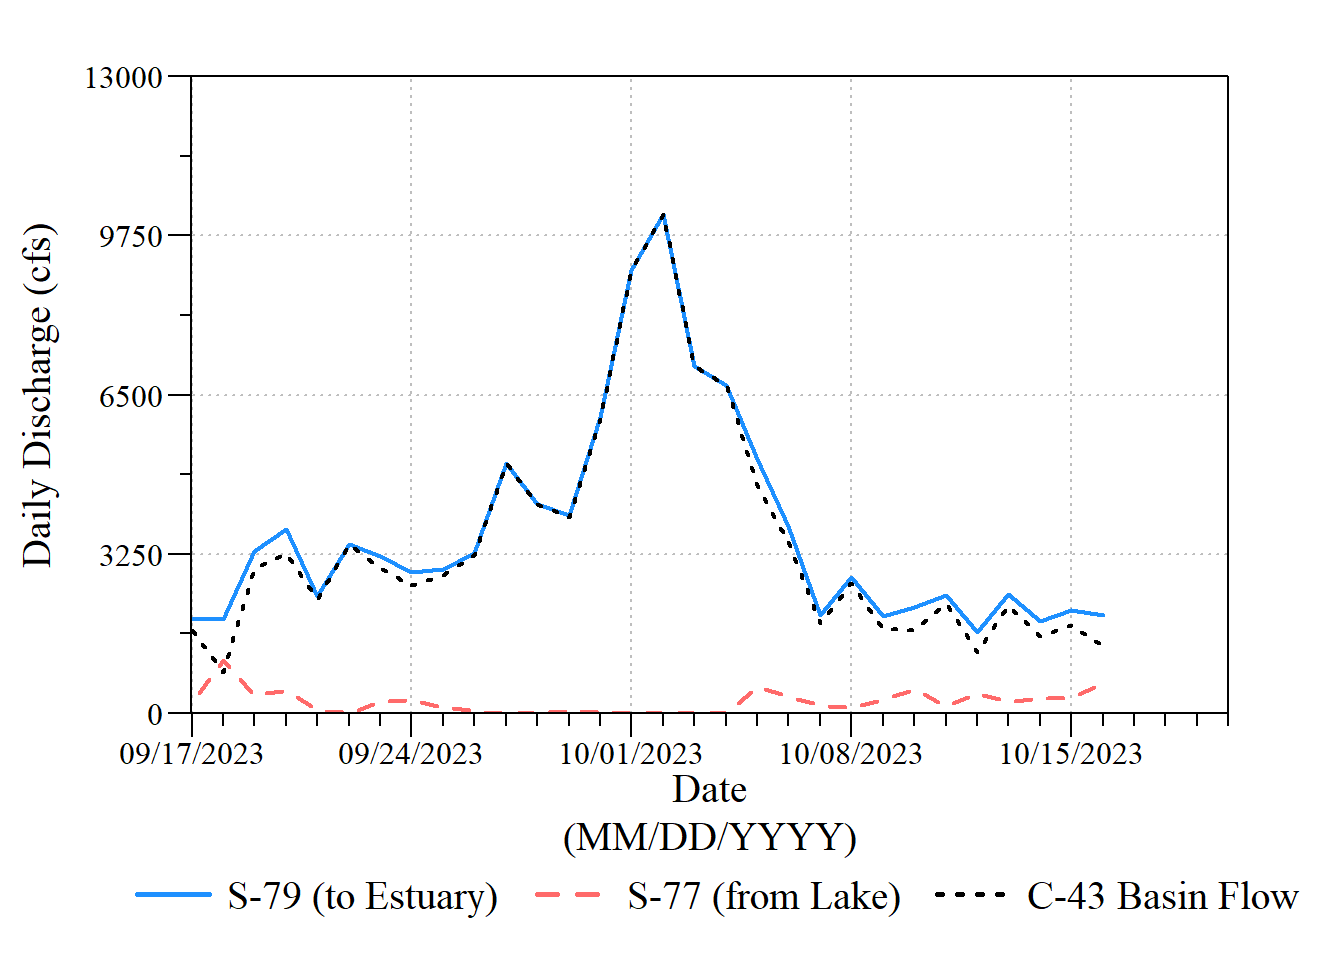 13000
9750
6500
3250
0
Daily Discharge (cfs)
09/17/2023 09/24/2023 10/01/2023 10/08/2023 10/15/2023
Date
(MM/DD/YYYY)
S-79 (to Estuary) S-77 (from Lake) C-43 Basin Flow